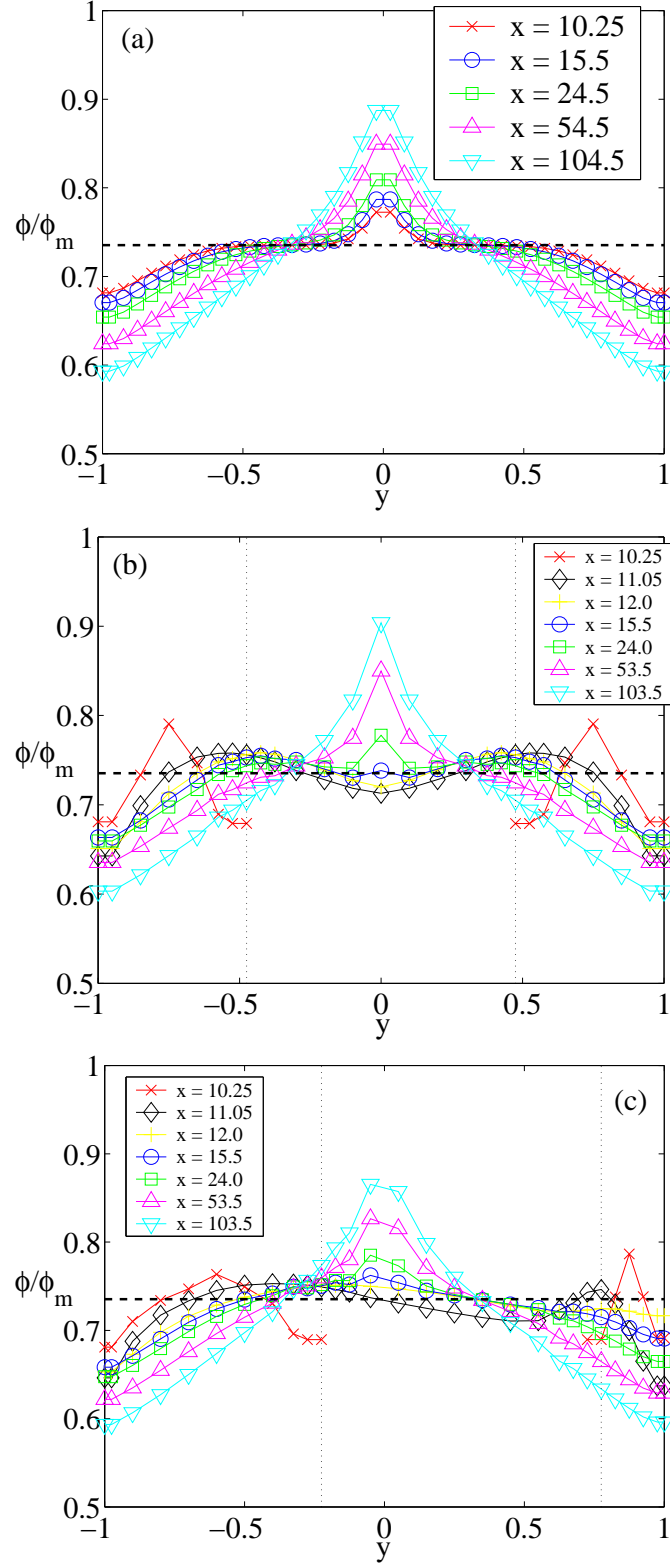 (a)
x = 10.25
x = 15.5
x = 24.5
x = 54.5
x = 104.5
1
0.9
0.8
ϕ/ϕm
0.7
0.6
0.5
−1
−0.5
0
0.5
1
y
(b)
x = 10.25
x = 11.05
x = 12.0
x = 15.5
x = 24.0
x = 53.5
x = 103.5
1
0.9
0.8
ϕ/ϕm
0.7
0.6
0.5
−1
−0.5
0
0.5
1
y
(c)
x = 10.25
x = 11.05
x = 12.0
x = 15.5
x = 24.0
x = 53.5
x = 103.5
1
0.9
0.8
ϕ/ϕm
0.7
0.6
0.5
−1
−0.5
0
0.5
1
y